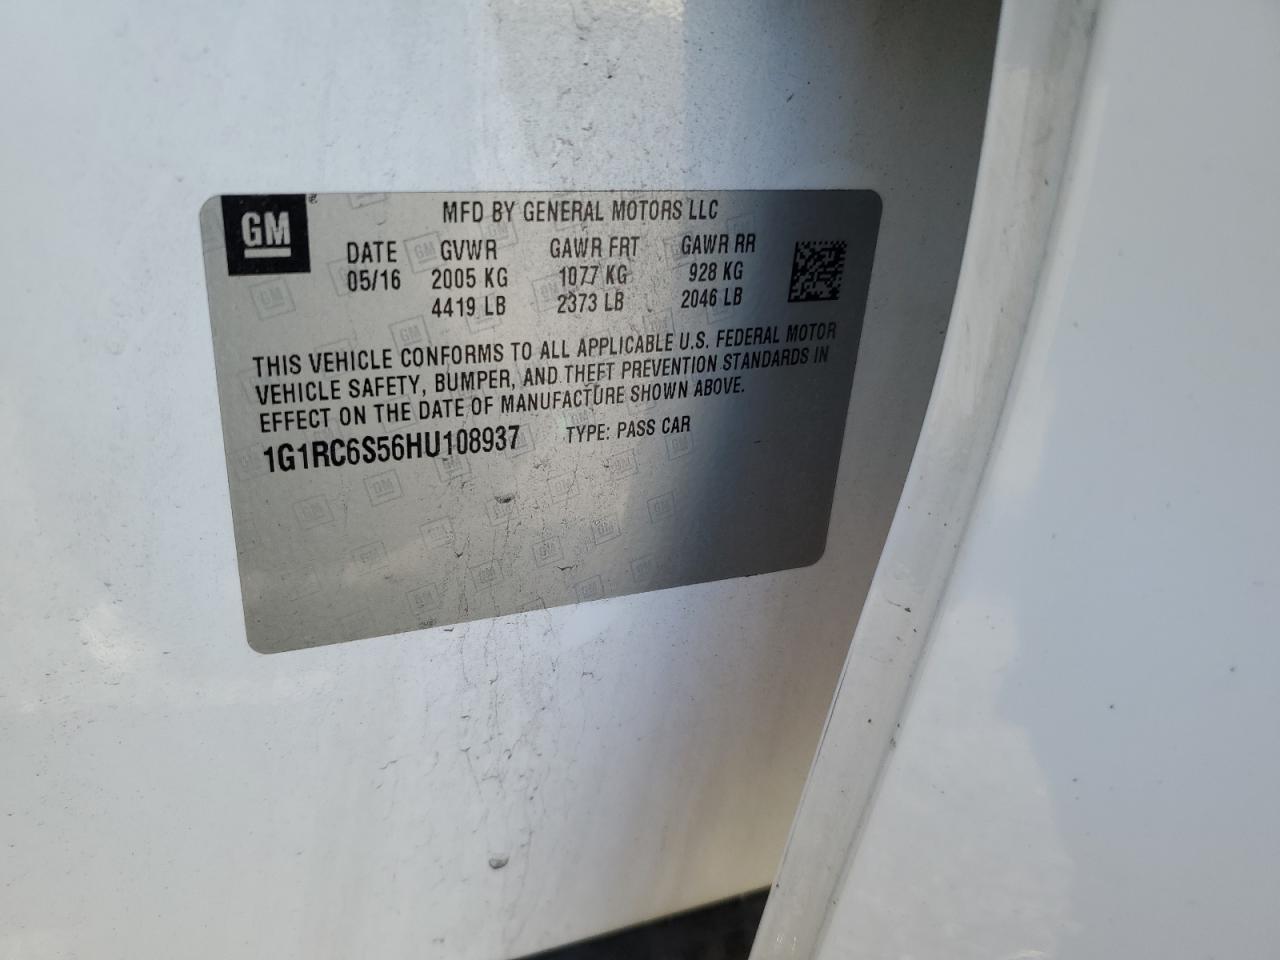 GM
MFD BY GENERAL MOTORS LLC
DATE GVWR GAWR FRT GAWR RR
05/16 2005 KG 1077 KG 928 KG
4419 LB 2373 LB 2046 LB
THIS VEHICLE CONFORMS TO ALL APPLICABLE U.S. FEDERAL MOTOR
VEHICLE SAFETY, BUMPER, AND THEFT PREVENTION STANDARDS IN
EFFECT ON THE DATE OF MANUFACTURE SHOWN ABOVE.
1G1RC6S56HU108937 TYPE: PASS CAR